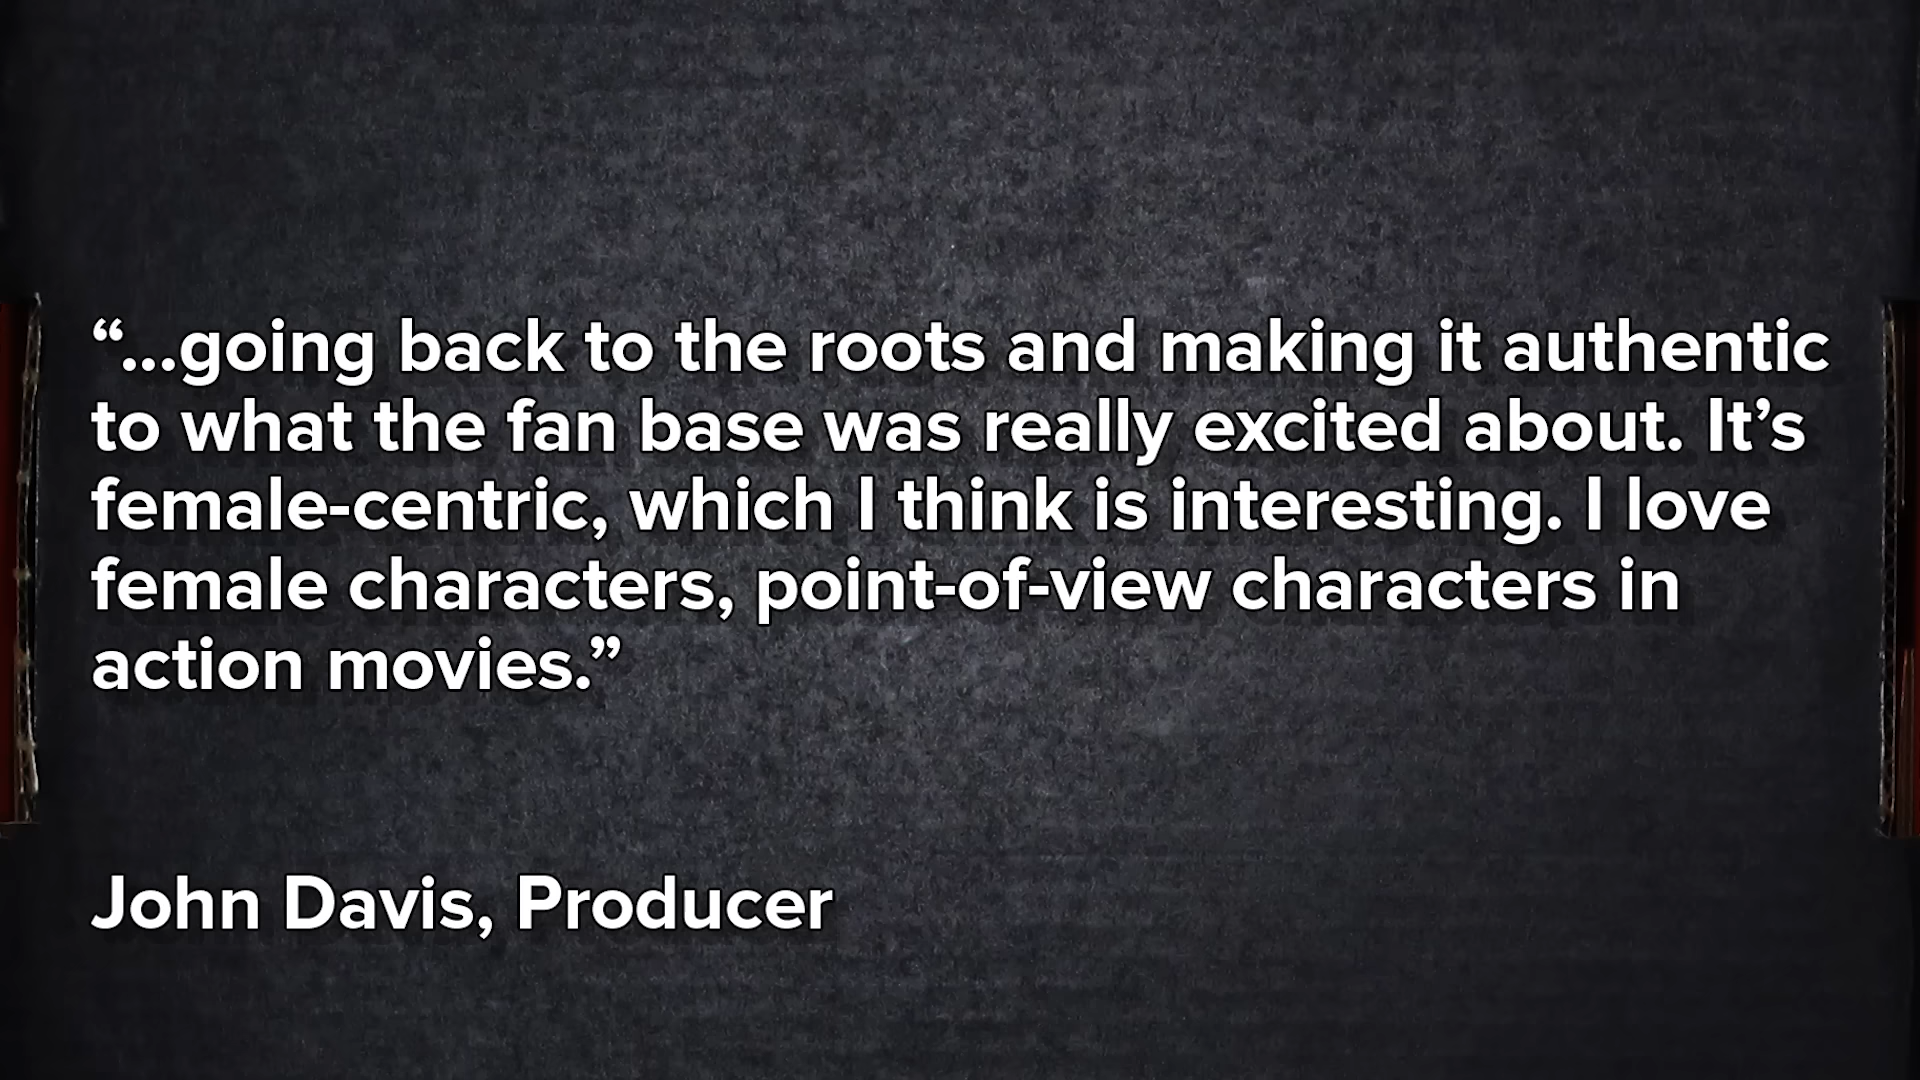 “...going back to the roots and making it authentic
to what the fan base was really excited about. It’s
female-centric, which I think is interesting. I love
female characters, point-of-view characters in
action movies.”
John Davis, Producer